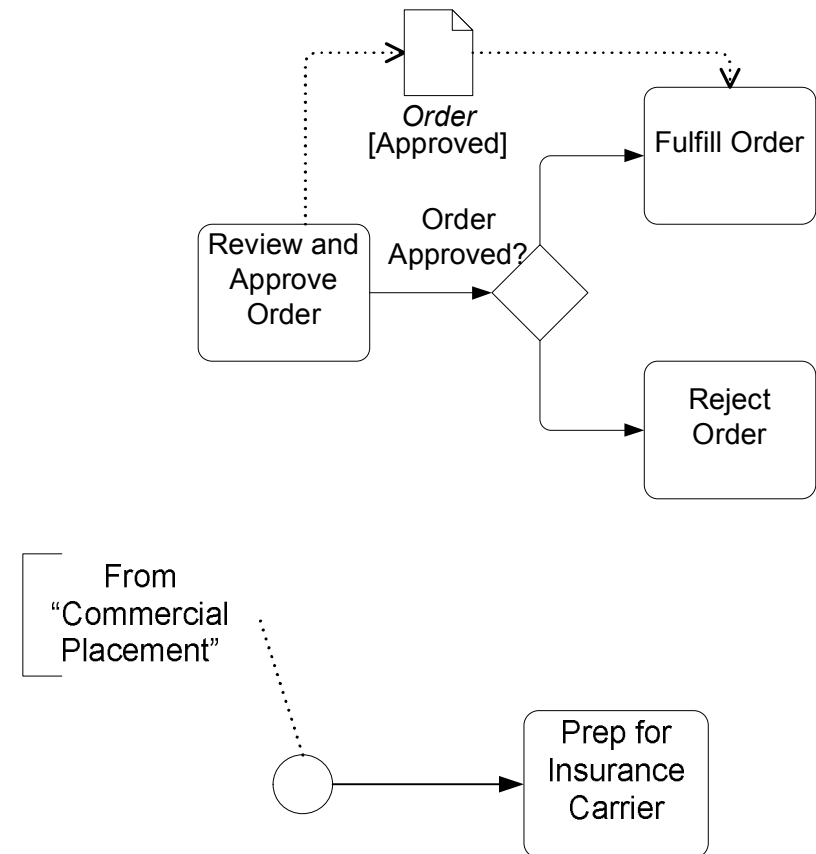 Order
[Approved]
Fulfill Order
Order
Approved?
Review and
Approve
Order
Reject
Order
From
“Commercial
Placement”
Prep for
Insurance
Carrier